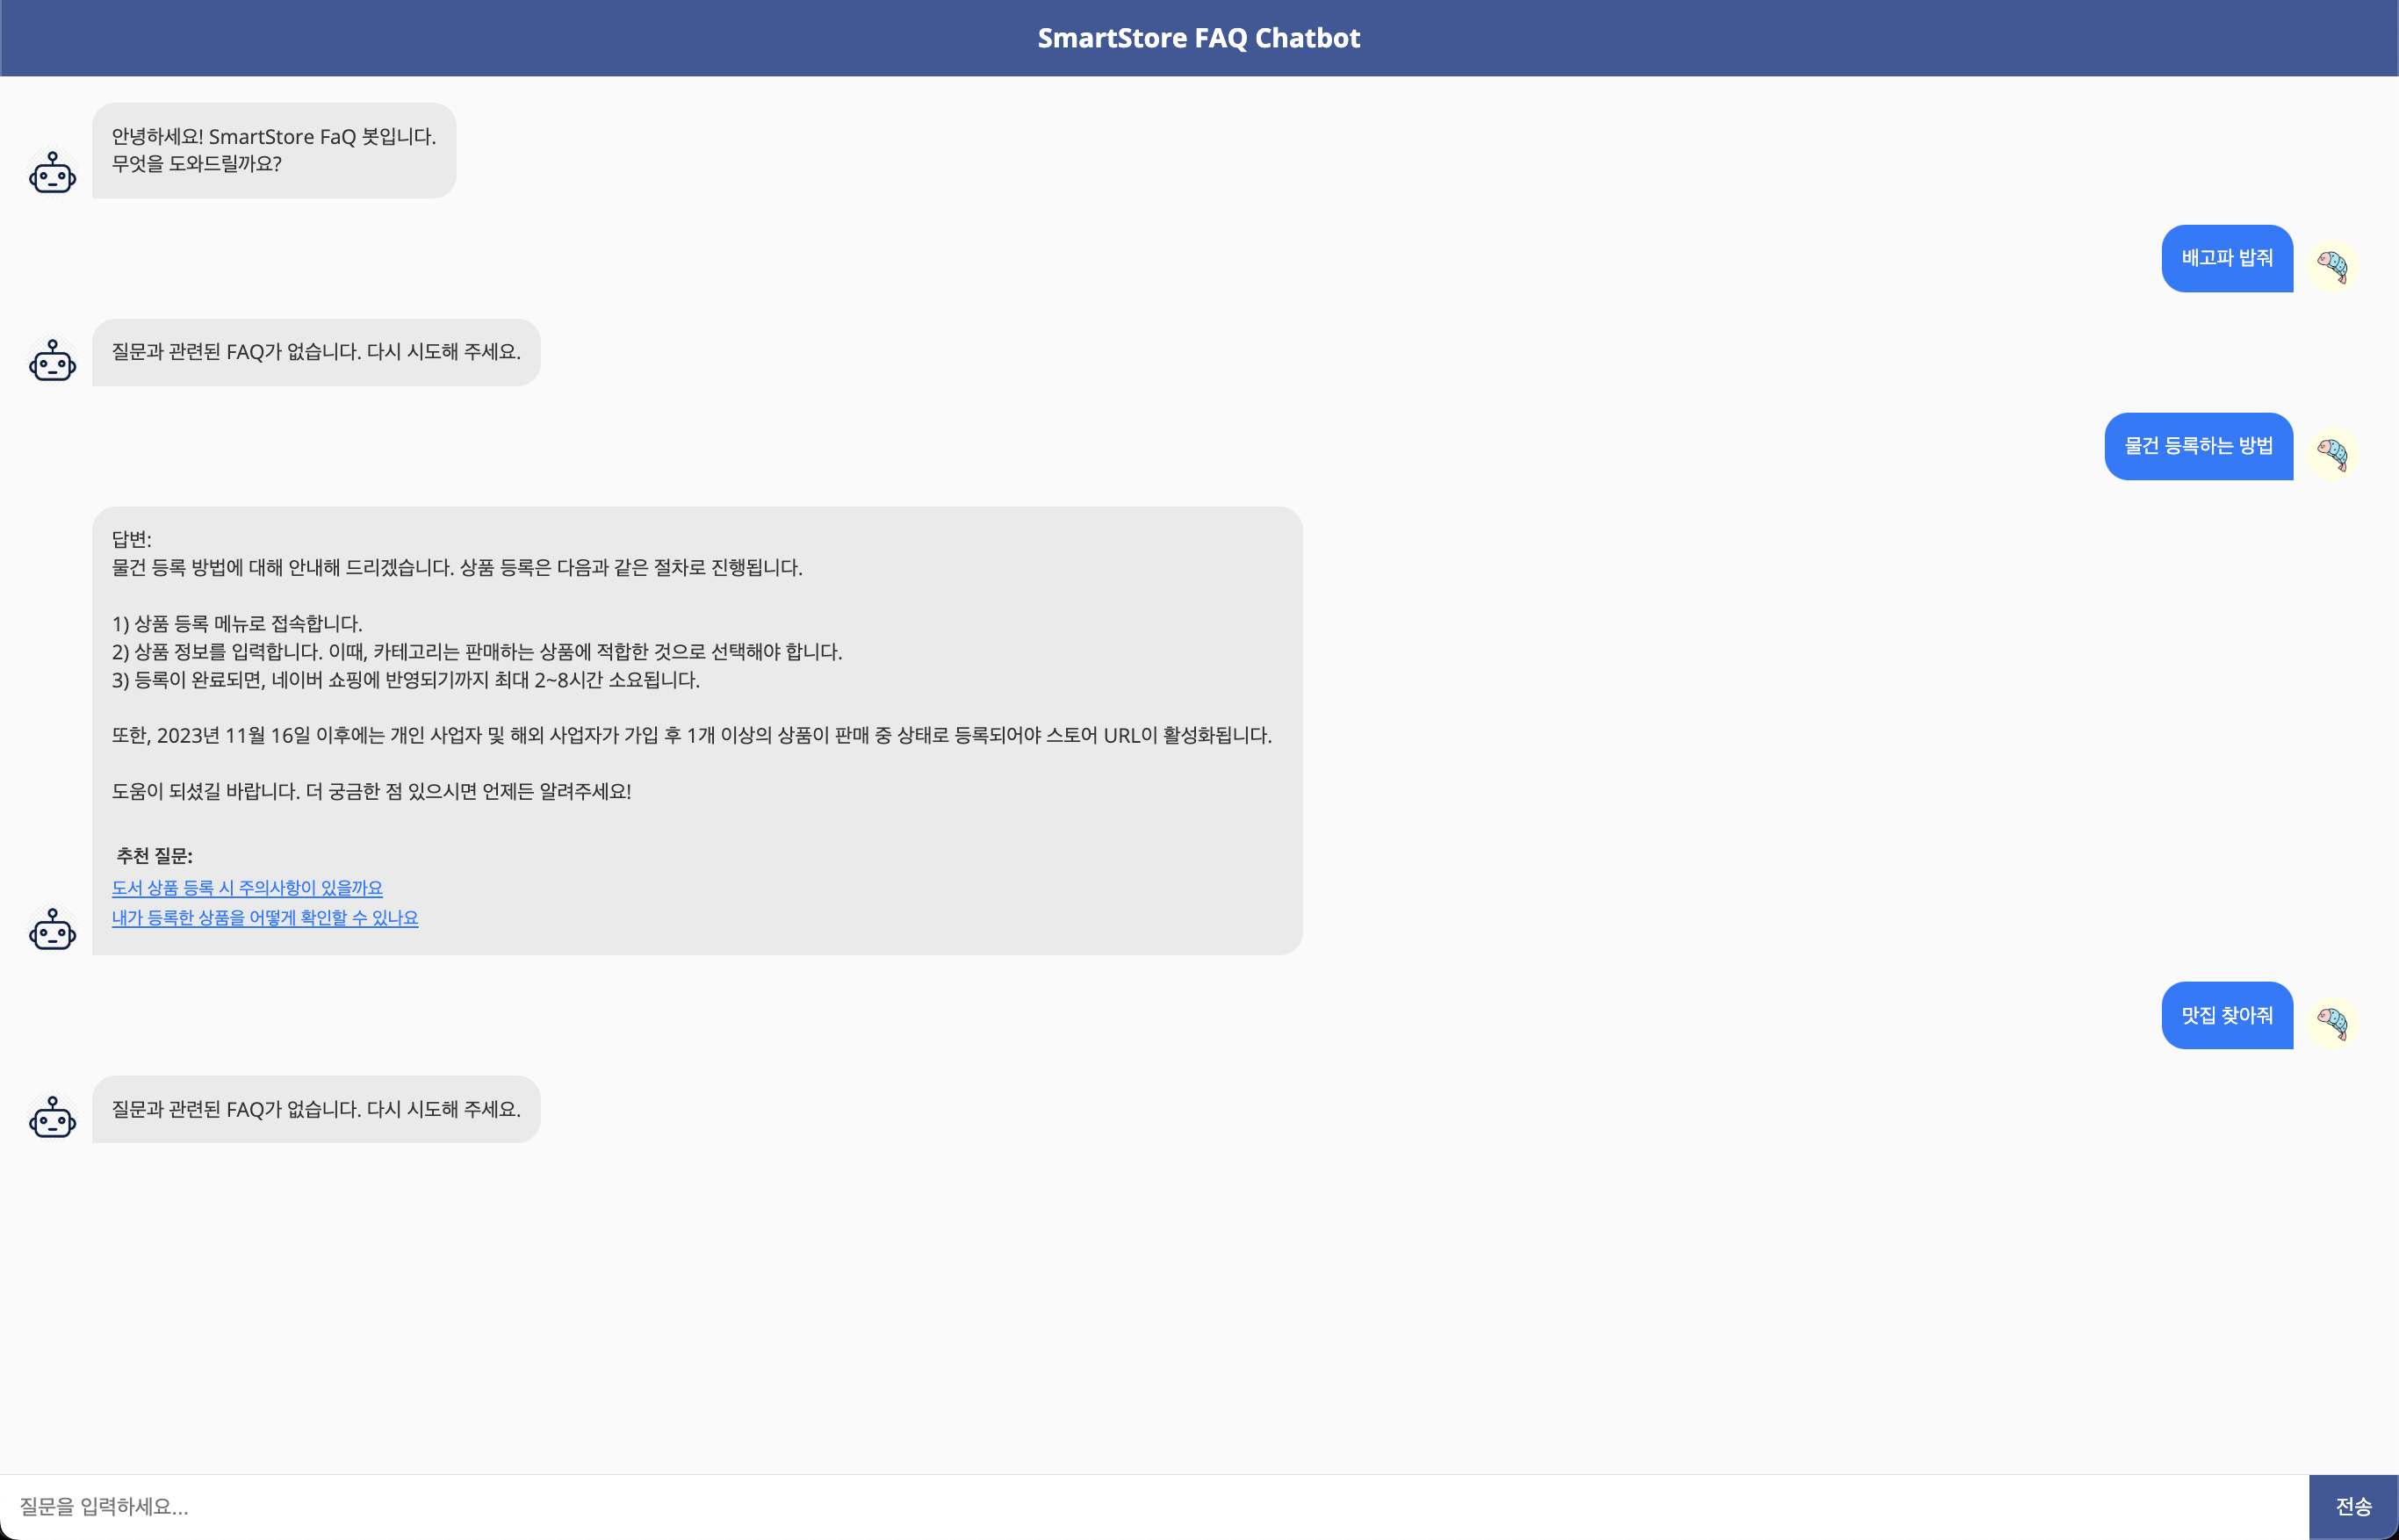 SmartStore FAQ Chatbot
안녕하세요! SmartStore FaQ 봇입니다.
무엇을 도와드릴까요?
배고파 밥줘
질문과 관련된 FAQ가 없습니다. 다시 시도해 주세요.
물건 등록하는 방법
답변:
물건 등록 방법에 대해 안내해 드리겠습니다. 상품 등록은 다음과 같은 절차로 진행됩니다.
1) 상품 등록 메뉴로 접속합니다.
2) 상품 정보를 입력합니다. 이때, 카테고리는 판매하는 상품에 적합한 것으로 선택해야 합니다.
3) 등록이 완료되면, 네이버 쇼핑에 반영되기까지 최대 2~8시간 소요됩니다.
또한, 2023년 11월 16일 이후에는 개인 사업자 및 해외 사업자가 가입 후 1개 이상의 상품이 판매 중 상태로 등록되어야 스토어 URL이 활성화됩니다.
도움이 되셨길 바랍니다. 더 궁금한 점 있으시면 언제든 알려주세요!
추천 질문:
도서 상품 등록 시 주의사항이 있을까요
내가 등록한 상품을 어떻게 확인할 수 있나요
맛집 찾아줘
질문과 관련된 FAQ가 없습니다. 다시 시도해 주세요.
질문을 입력하세요...
전송